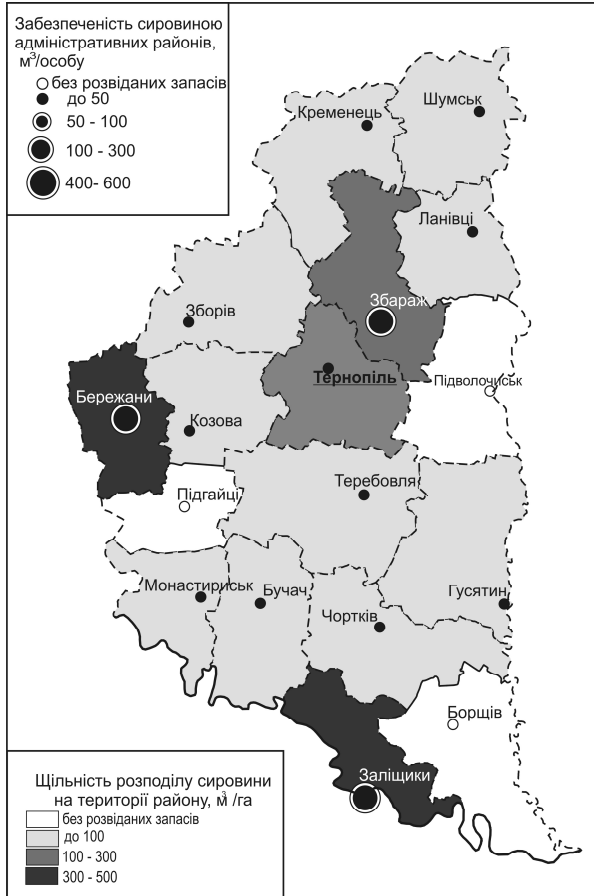 Забезпеченість сировиною
адміністративних районів,
м³/особу
без розвіданих запасів
до 50
50 - 100
100 - 300
400- 600
Шумськ
Кременець
Ланівці
Збараж
Зборів
Тернопіль
Підволочиськ
Бережани
Козова
Теребовля
Підгайці
Монастириськ
Бучач
Гусятин
Чортків
Борщів
Заліщики
Щільність розподілу сировини
на території району, м³ /га
без розвіданих запасів
до 100
100 - 300
300 - 500